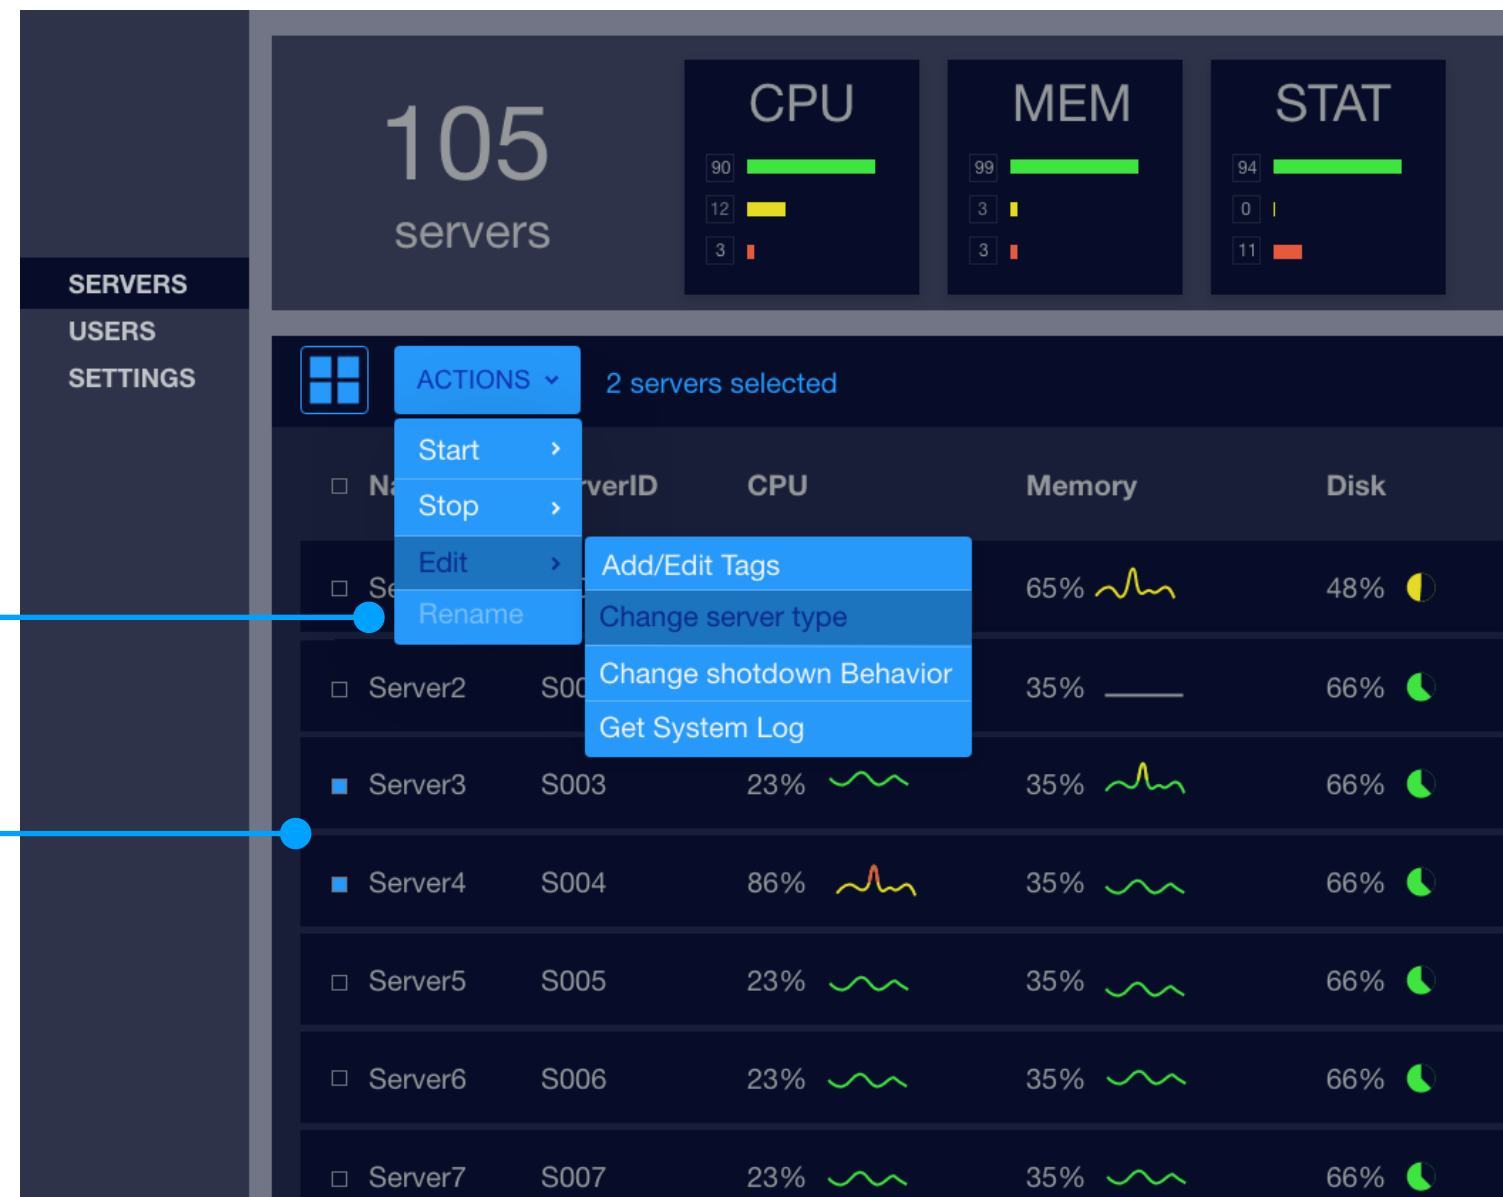 105
servers
CPU
90
12
3
MEM
99
3
3
STAT
94
0
11
SERVERS
USERS
SETTINGS
ACTIONS
2 servers selected
Start
Stop
Edit
Rename
Add/Edit Tags
Change server type
Change shotdown Behavior
Get System Log
CPU Memory Disk
65% 48%
Server2 35% 66%
Server3 S003 23% 35% 66%
Server4 S004 86% 35% 66%
Server5 S005 23% 35% 66%
Server6 S006 23% 35% 66%
Server7 S007 23% 35% 66%